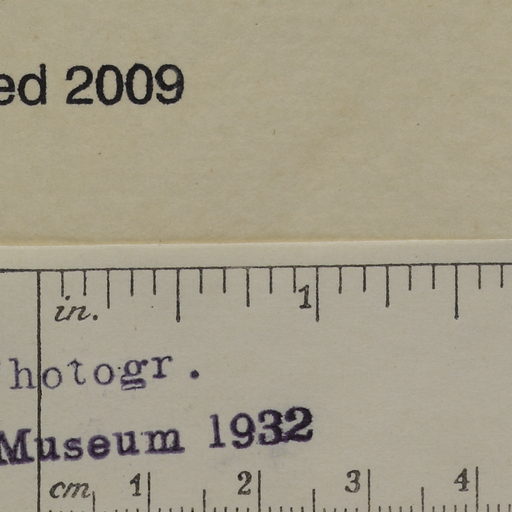 ed 2009
in. 1
hotogr.
Museum 1932
cm 1 2 3 4